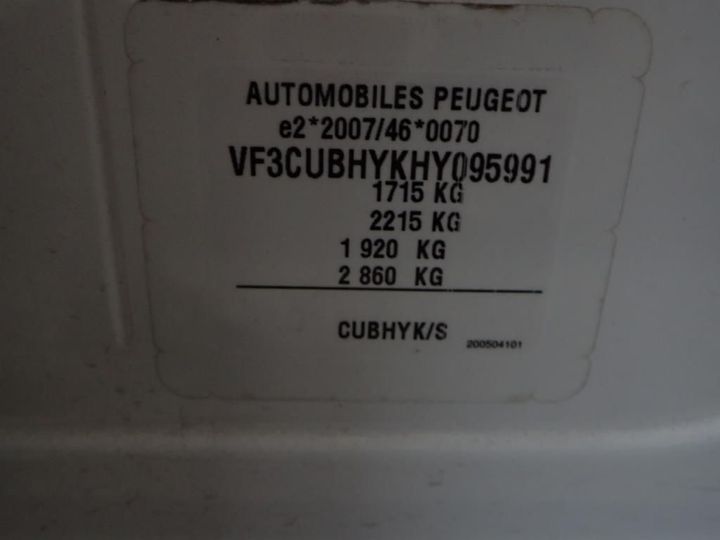 AUTOMOBILES PEUGEOT
e2*2007/46*0070
VF3CUBHYKHY095991
1715 KG
2215 KG
1 920 KG
2 860 KG
CUBHYK/S
200504101